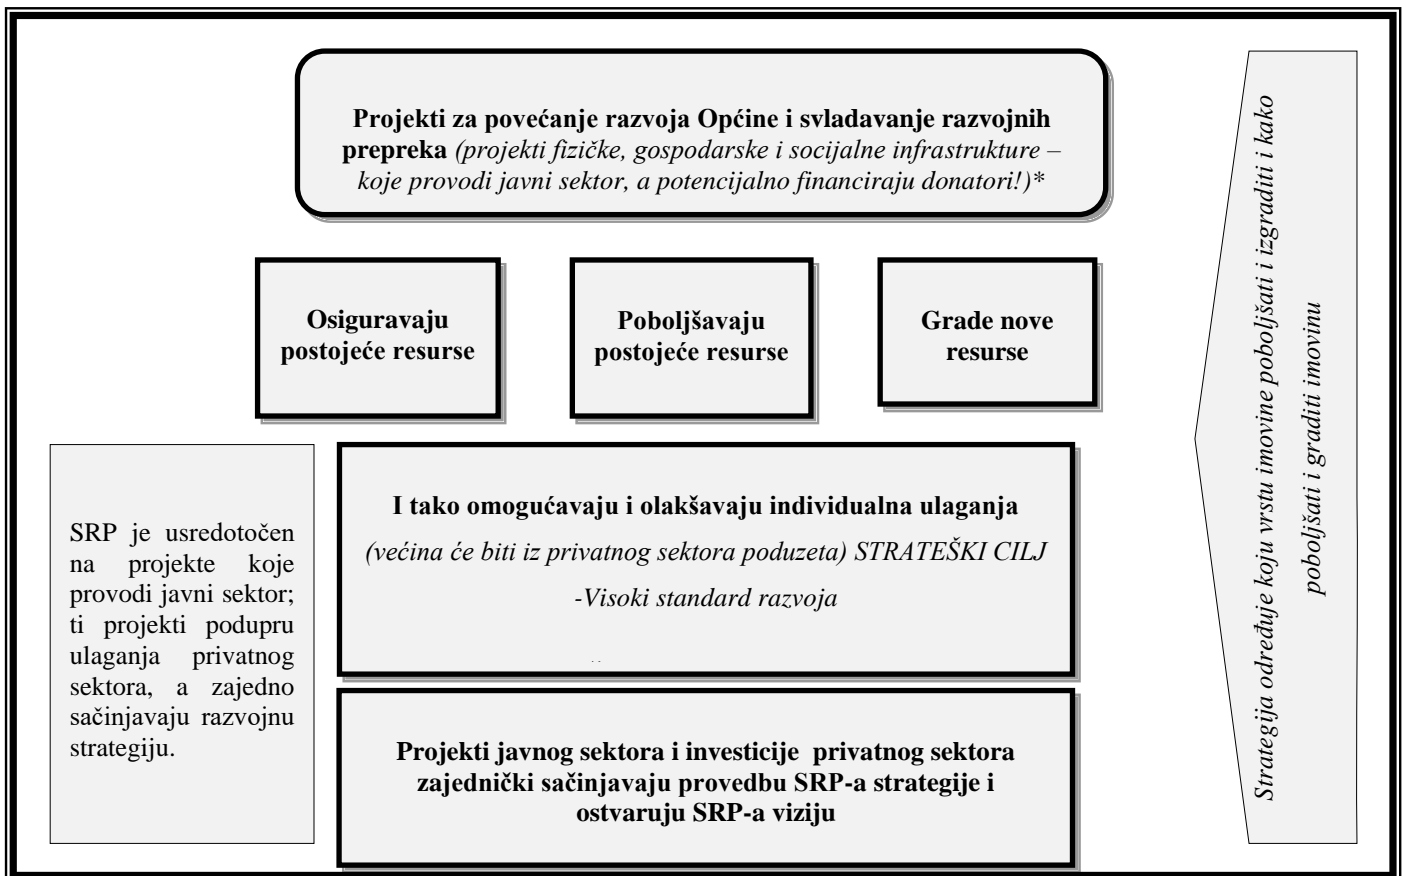 Projekti za povećanje razvoja Općine i svladavanje razvojnih
prepreka (projekti fizičke, gospodarske i socijalne infrastrukture –
koje provodi javni sektor, a potencijalno financiraju donatori!)*
Osiguravaju
postojeće resurse
Poboljšavaju
postojeće resurse
Grade nove
resurse
SRP je usredotočen
na projekte koje
provodi javni sektor;
ti projekti podupru
ulaganja privatnog
sektora, a zajedno
sačinjavaju razvojnu
strategiju.
I tako omogućavaju i olakšavaju individualna ulaganja
(većina će biti iz privatnog sektora poduzeta) STRATEŠKI CILJ
-Visoki standard razvoja
Projekti javnog sektora i investicije privatnog sektora
zajednički sačinjavaju provedbu SRP-a strategije i
ostvaruju SRP-a viziju
Strategija određuje koju vrstu imovine poboljšati i izgraditi i kako
poboljšati i graditi imovinu